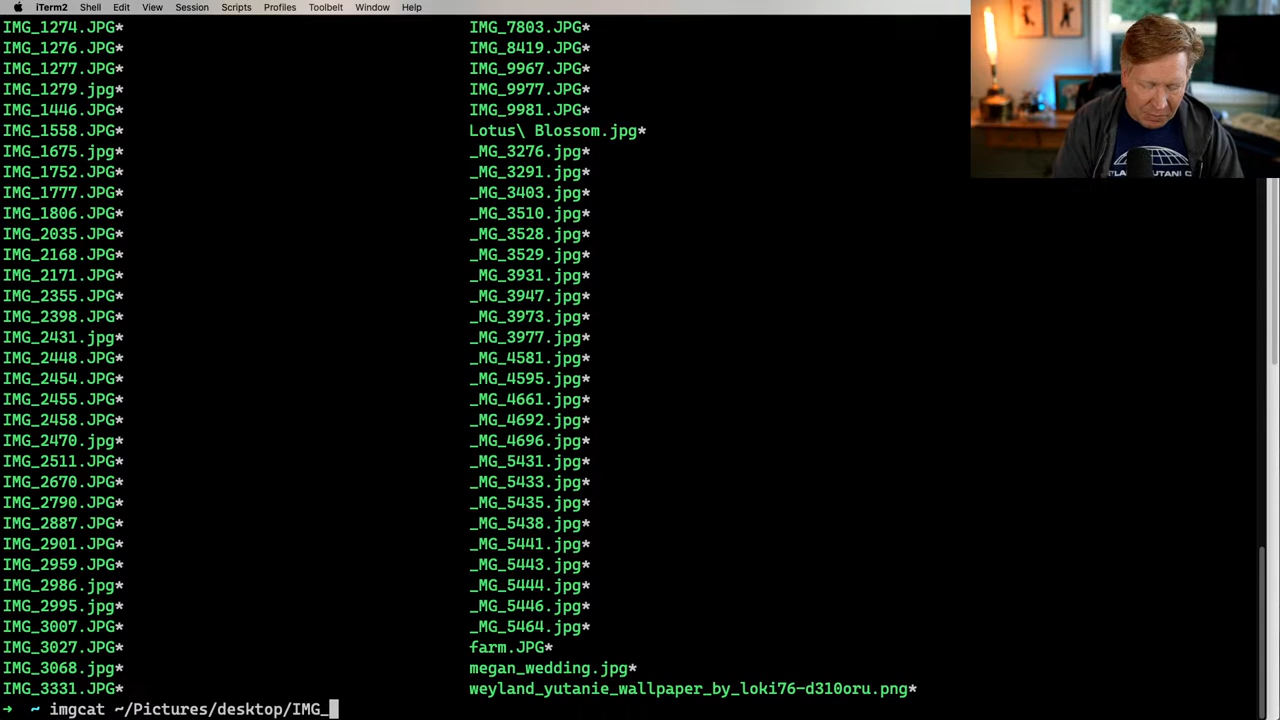 iTerm2 Shell Edit View Session Scripts Profiles Toolbelt Window Help
IMG_1274.JPG* IMG_7803.JPG*
IMG_1276.JPG* IMG_8419.JPG*
IMG_1277.JPG* IMG_9967.JPG*
IMG_1279.jpg* IMG_9977.JPG*
IMG_1446.JPG* IMG_9981.JPG*
IMG_1558.JPG* Lotus\ Blossom.jpg*
IMG_1675.jpg* _MG_3276.jpg*
IMG_1752.JPG* _MG_3291.jpg*
IMG_1777.JPG* _MG_3403.jpg*
IMG_1806.JPG* _MG_3510.jpg*
IMG_2035.JPG* _MG_3528.jpg*
IMG_2168.JPG* _MG_3529.jpg*
IMG_2171.JPG* _MG_3931.jpg*
IMG_2355.JPG* _MG_3947.jpg*
IMG_2398.JPG* _MG_3973.jpg*
IMG_2431.jpg* _MG_3977.jpg*
IMG_2448.JPG* _MG_4581.jpg*
IMG_2454.JPG* _MG_4595.jpg*
IMG_2455.JPG* _MG_4661.jpg*
IMG_2458.JPG* _MG_4692.jpg*
IMG_2470.jpg* _MG_4696.jpg*
IMG_2511.JPG* _MG_5431.jpg*
IMG_2670.JPG* _MG_5433.jpg*
IMG_2790.JPG* _MG_5435.jpg*
IMG_2887.JPG* _MG_5438.jpg*
IMG_2901.JPG* _MG_5441.jpg*
IMG_2959.JPG* _MG_5443.jpg*
IMG_2986.jpg* _MG_5444.jpg*
IMG_2995.jpg* _MG_5446.jpg*
IMG_3007.JPG* _MG_5464.jpg*
IMG_3027.JPG* farm.JPG*
IMG_3068.jpg* megan_wedding.jpg*
IMG_3331.JPG* weyland_yutanie_wallpaper_by_loki76-d310oru.png*
→ ~ imgcat ~/Pictures/desktop/IMG_